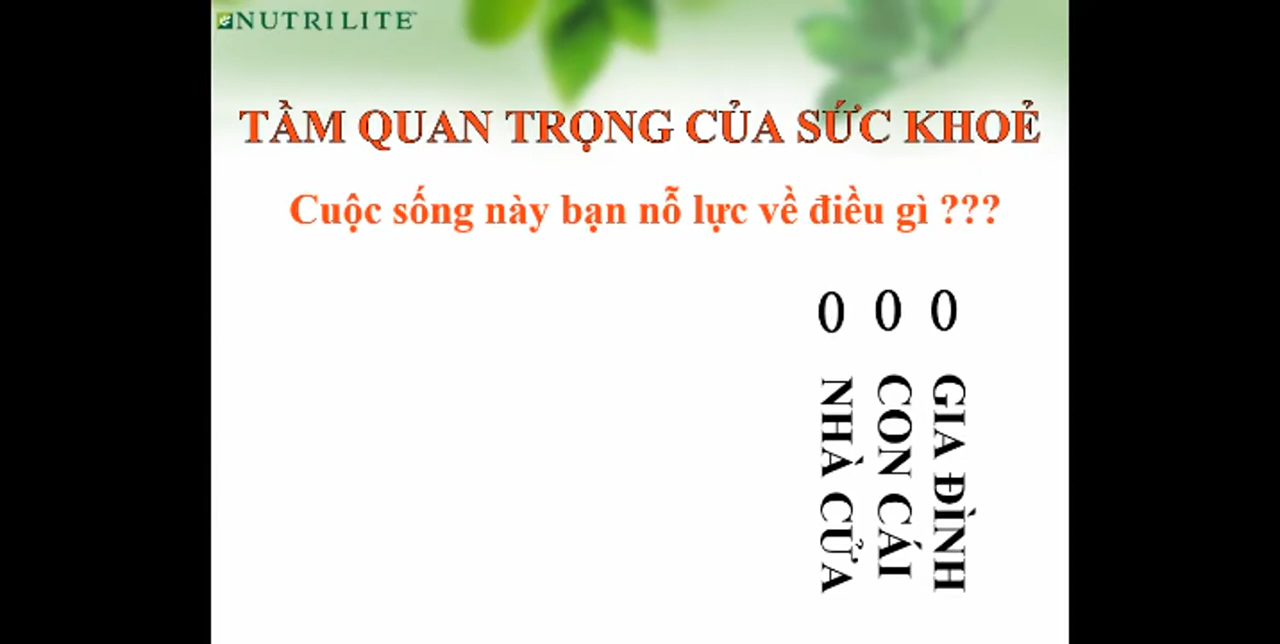 NUTRILITE™
TẦM QUAN TRỌNG CỦA SỨC KHOẺ
Cuộc sống này bạn nỗ lực về điều gì ???
0 0 0
NHÀ CỬA
CON CÁI
GIA ĐÌNH